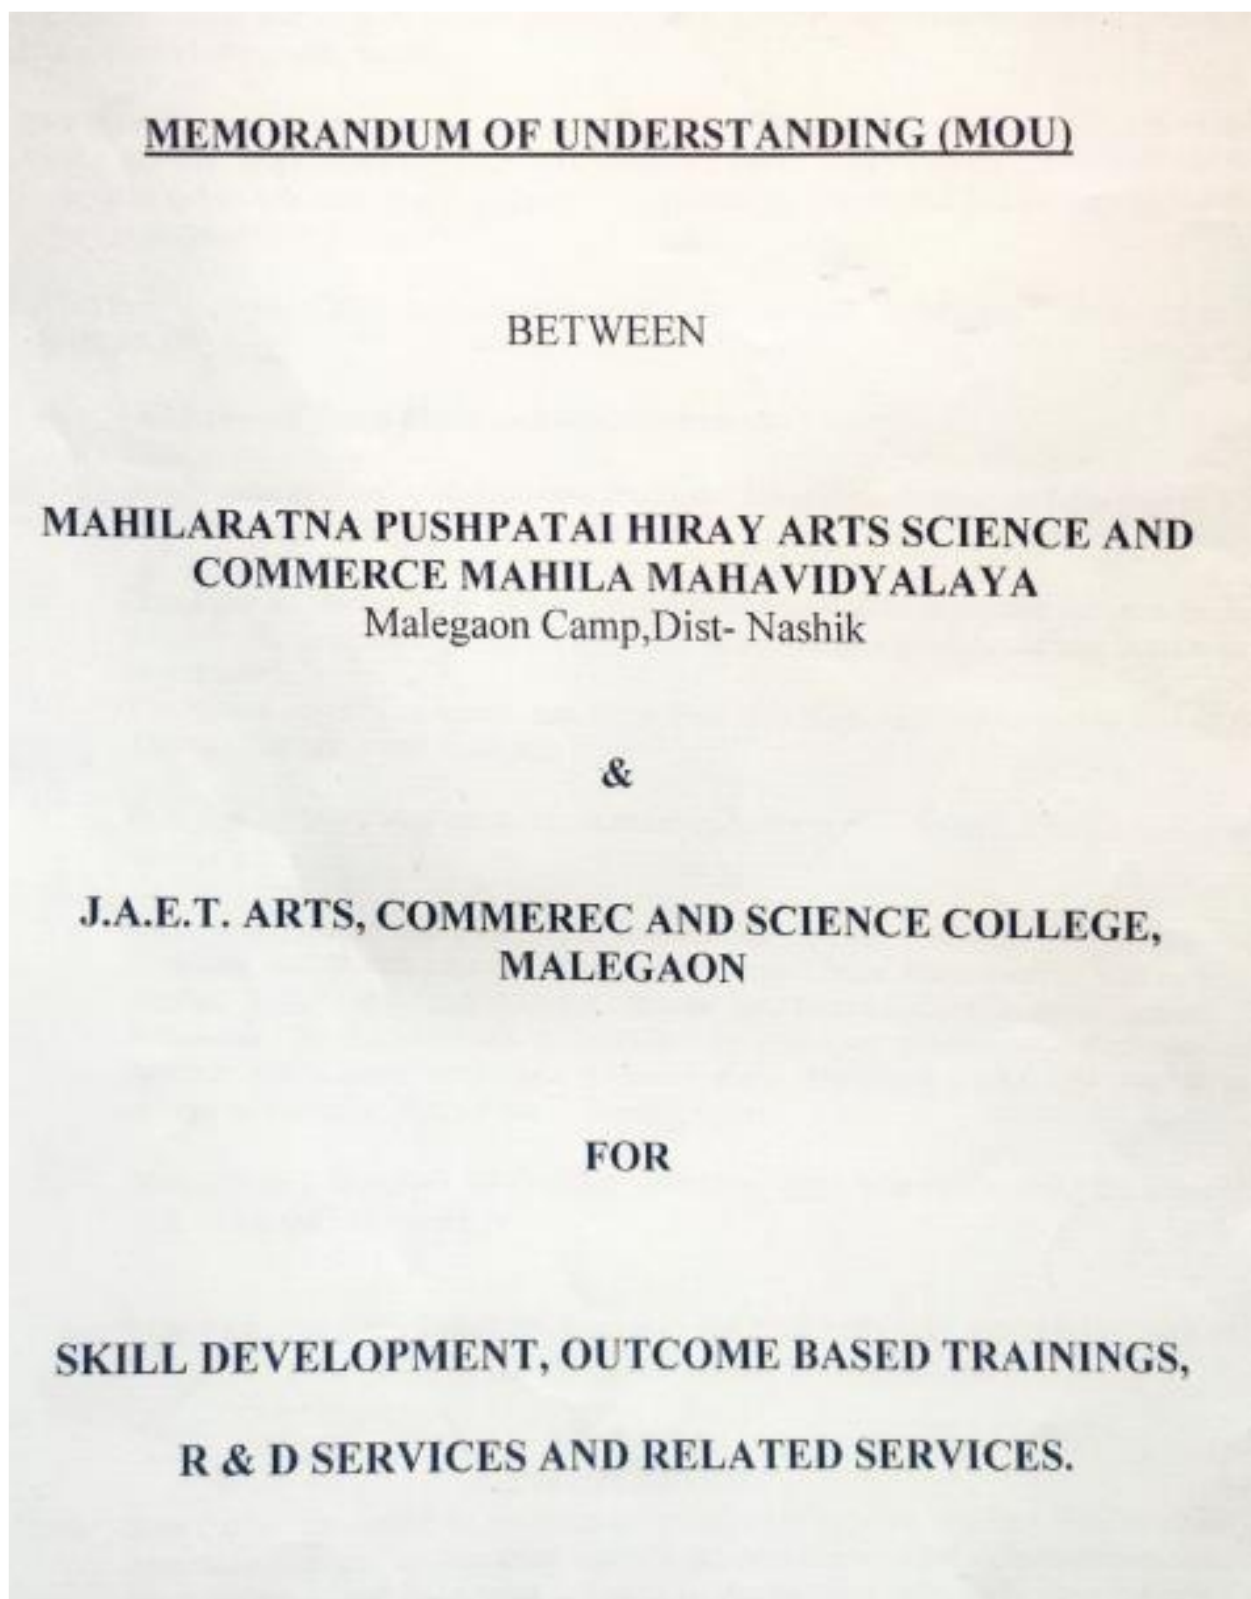 MEMORANDUM OF UNDERSTANDING (MOU)
BETWEEN
MAHILARATNA PUSHPATAI HIRAY ARTS SCIENCE AND
COMMERCE MAHILA MAHAVIDYALAYA
Malegaon Camp,Dist- Nashik
&
J.A.E.T. ARTS, COMMEREC AND SCIENCE COLLEGE,
MALEGAON
FOR
SKILL DEVELOPMENT, OUTCOME BASED TRAININGS,
R & D SERVICES AND RELATED SERVICES.